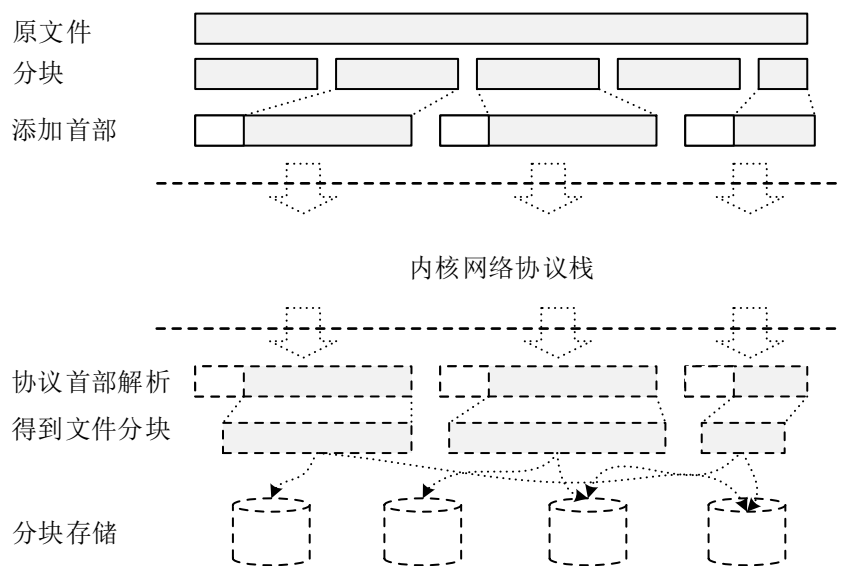 原文件
分块
添加首部
内核网络协议栈
协议首部解析
得到文件分块
分块存储